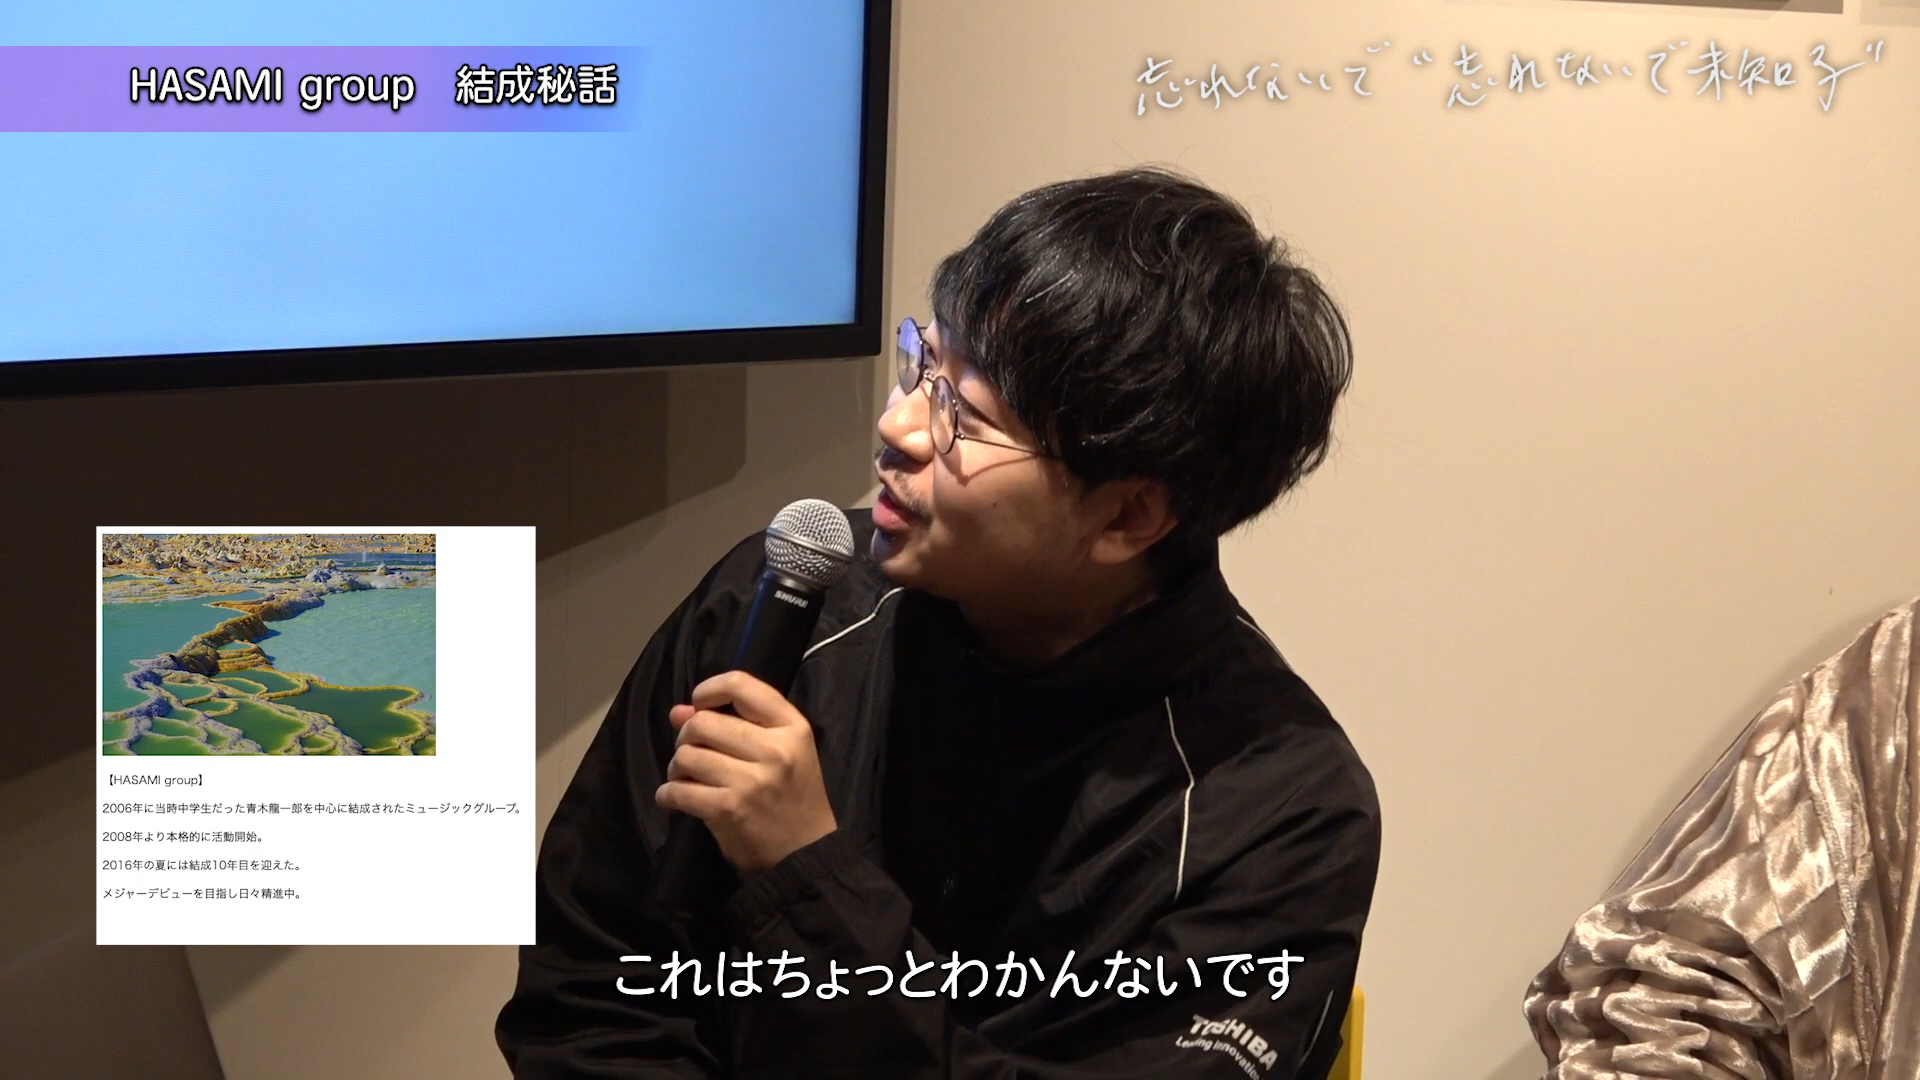 HASAMI group 結成秘話
忘れないで“忘れないで未知子”
SHURE
【HASAMI group】
2006年に当時中学生だった青木龍一郎を中心に結成されたミュージックグループ。
2008年より本格的に活動開始。
2016年の夏には結成10年目を迎えた。
メジャーデビューを目指し日々精進中。
これはちょっとわかんないです
TOSHIBA
Leading Innovation